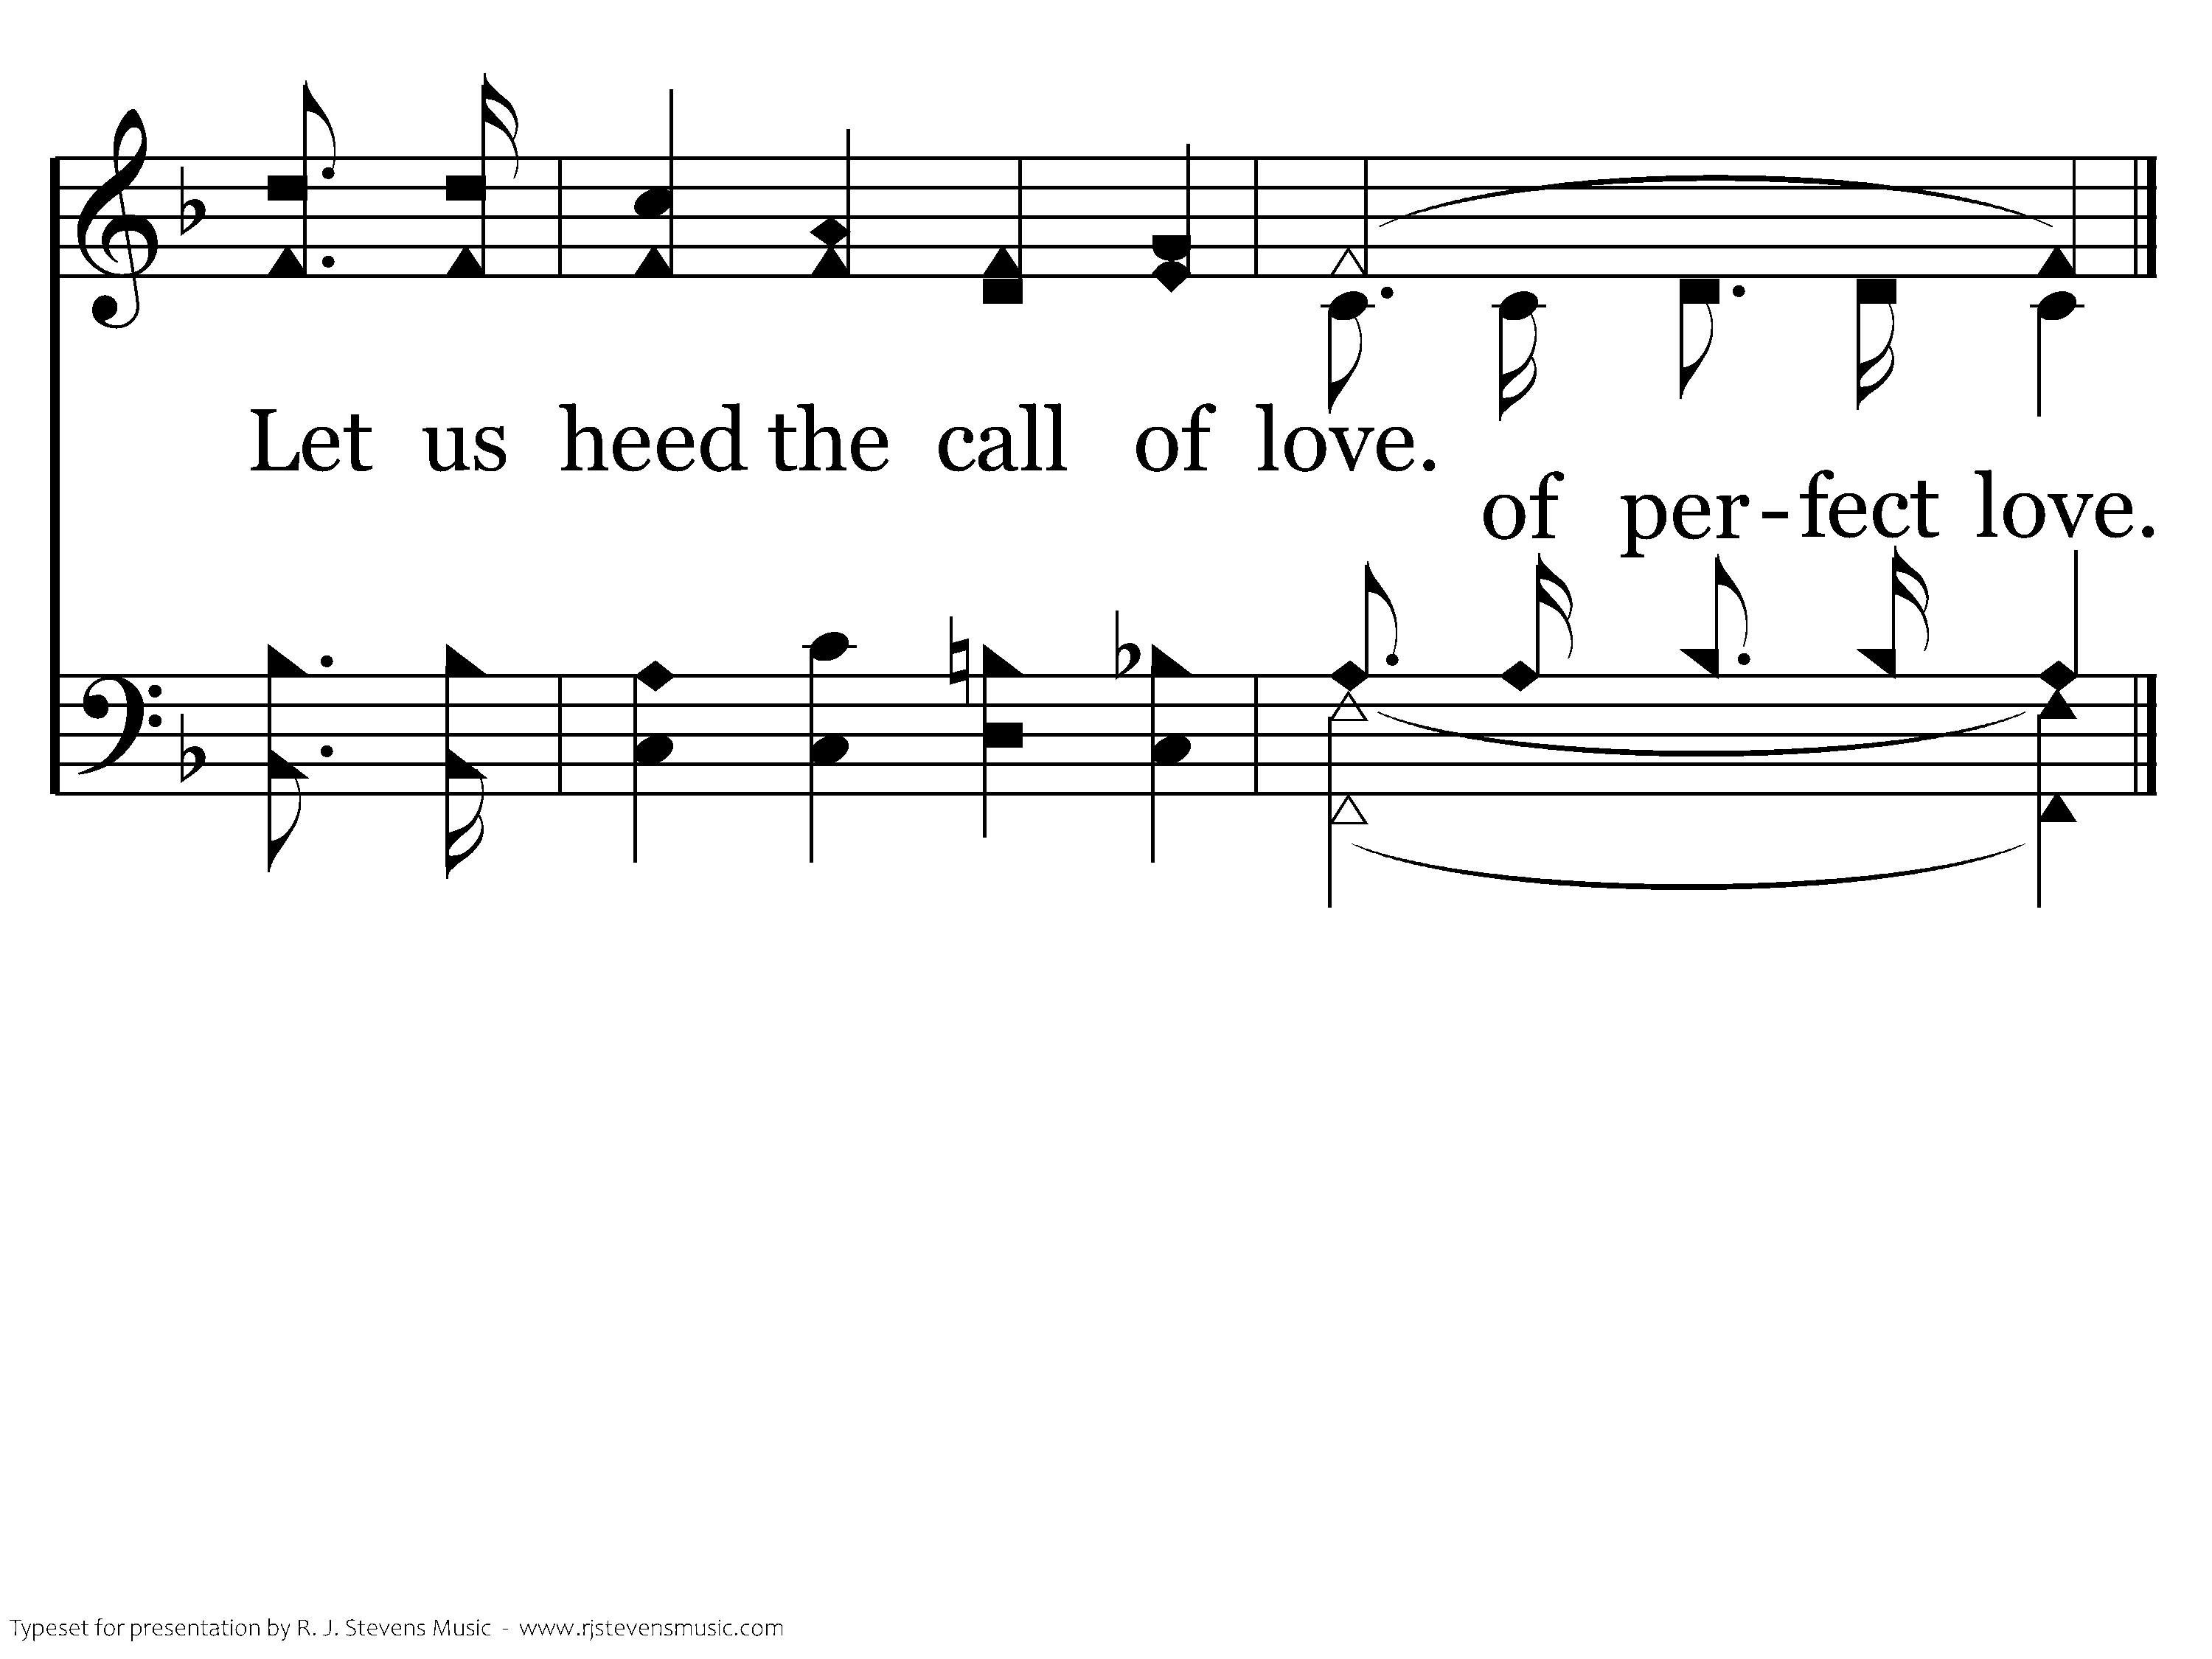 Let us heed the call of love.
of per-fect love.
Typeset for presentation by R. J. Stevens Music - www.rjstevensmusic.com